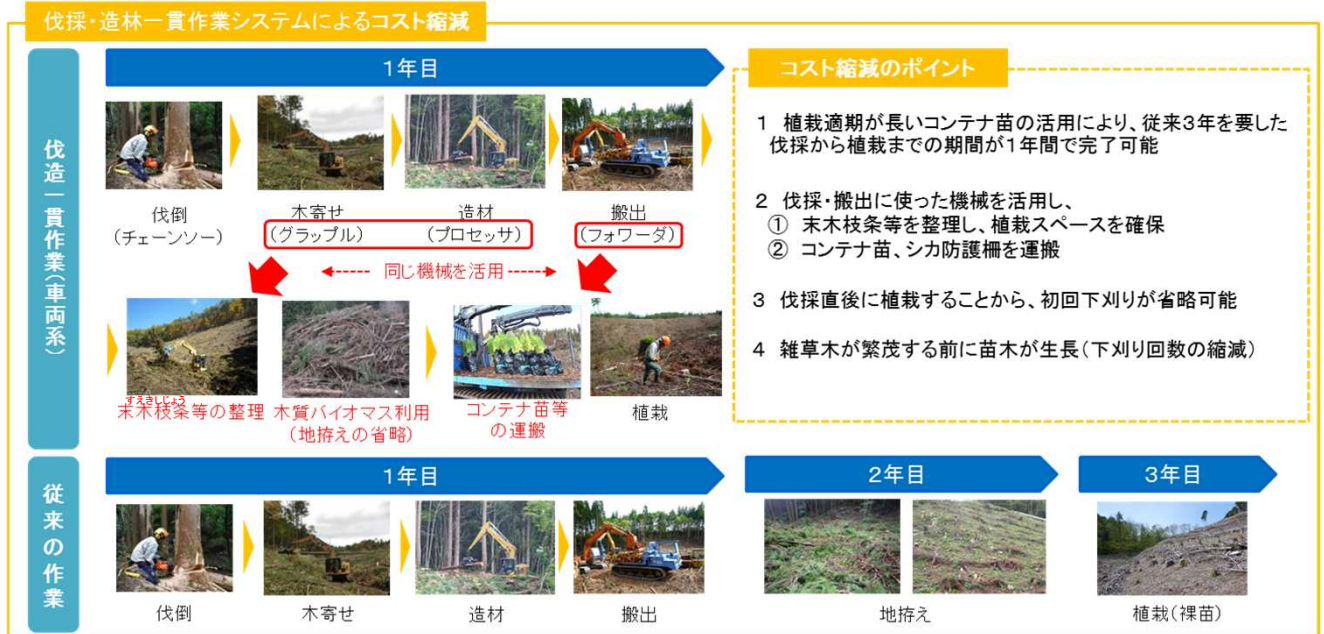 伐採・造林一貫作業システムによるコスト縮減
伐造一貫作業(車両系)
1年目
伐倒
(チェーンソー)
木寄せ
(グラップル)
造材
(プロセッサ)
搬出
(フォワーダ)
同じ機械を活用
すえきしじょう
末木枝条等の整理
木質バイオマス利用
(地拵えの省略)
コンテナ苗等
の運搬
植栽
コスト縮減のポイント
1 植栽適期が長いコンテナ苗の活用により、従来3年を要した
伐採から植栽までの期間が1年間で完了可能
2 伐採・搬出に使った機械を活用し、
① 末木枝条等を整理し、植栽スペースを確保
② コンテナ苗、シカ防護柵を運搬
3 伐採直後に植栽することから、初回下刈りが省略可能
4 雑草木が繁茂する前に苗木が生長(下刈り回数の縮減)
従来の作業
1年目
伐倒
木寄せ
造材
搬出
2年目
地拵え
3年目
植栽(裸苗)